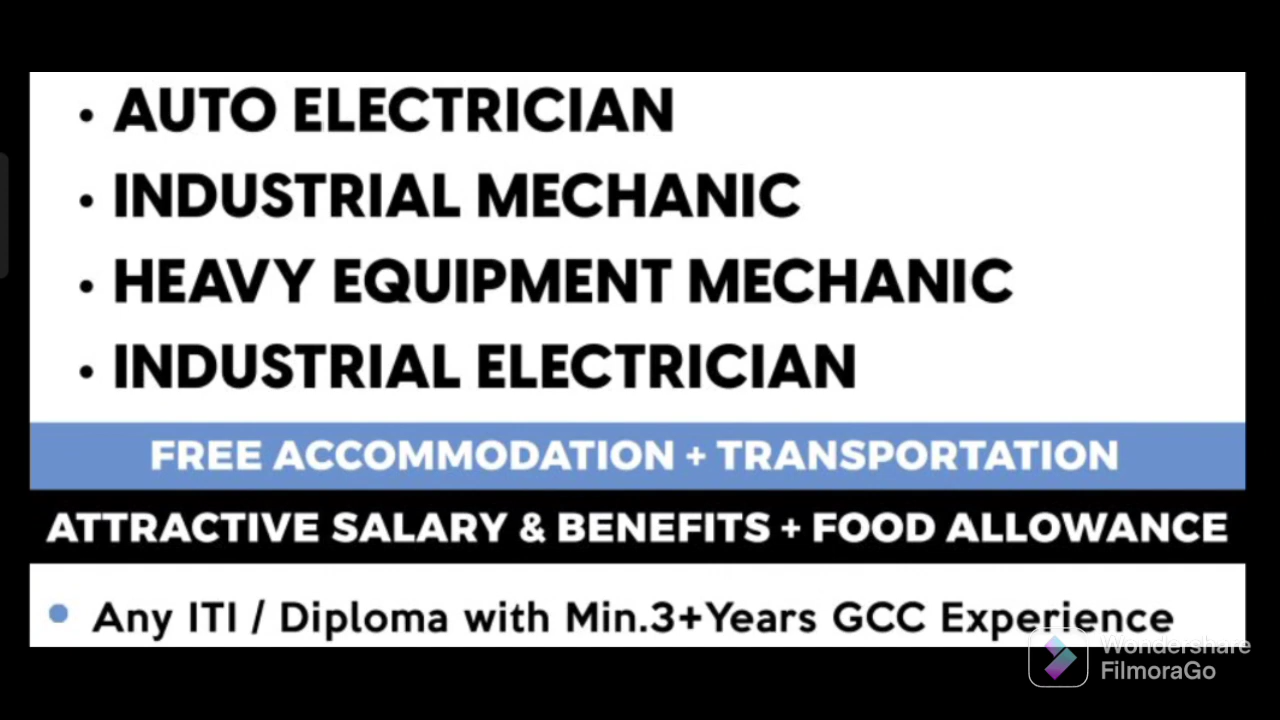 • AUTO ELECTRICIAN
• INDUSTRIAL MECHANIC
• HEAVY EQUIPMENT MECHANIC
• INDUSTRIAL ELECTRICIAN
FREE ACCOMMODATION + TRANSPORTATION
ATTRACTIVE SALARY & BENEFITS + FOOD ALLOWANCE
• Any ITI / Diploma with Min.3+Years GCC Experience
Wondershare
FilmoraGo